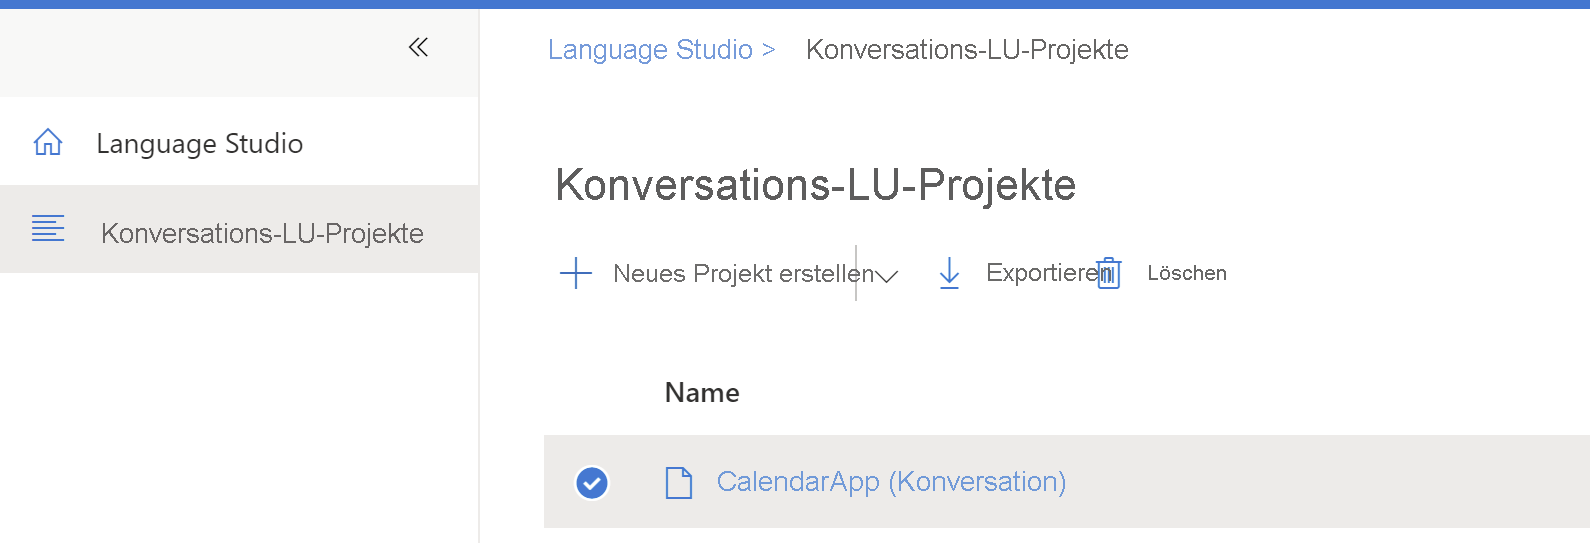 Language Studio > Konversations-LU-Projekte
Language Studio
Konversations-LU-Projekte
Konversations-LU-Projekte
Neues Projekt erstellen Exportieren Löschen
Name
CalendarApp (Konversation)